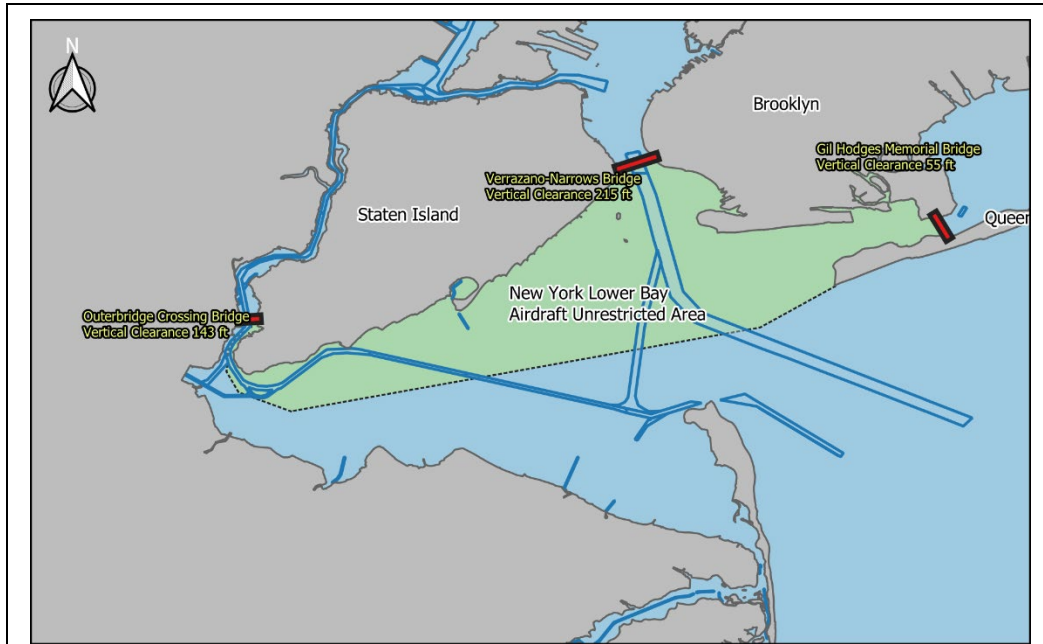 N
Brooklyn
Gil Hodges Memorial Bridge
Vertical Clearance 55 ft
Verrazano-Narrows Bridge
Vertical Clearance 215 ft
Staten Island
Queen
New York Lower Bay
Airdraft Unrestricted Area
Outerbridge Crossing Bridge
Vertical Clearance 143 ft